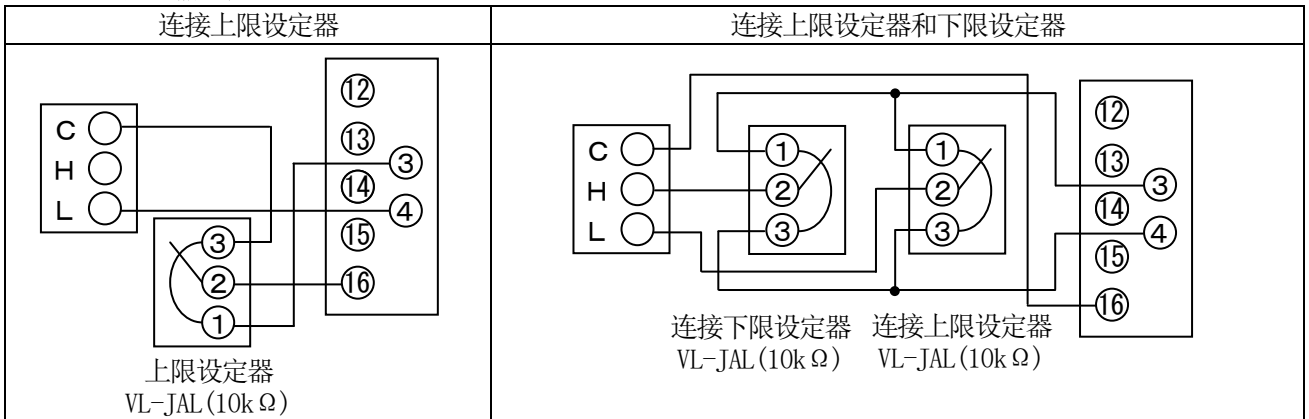 连接上限设定器
连接上限设定器和下限设定器
C
H
L
⑫
⑬
⑭
⑮
⑯
③
④
③
②
①
上限设定器
VL-JAL(10kΩ)
C
H
L
①
②
③
①
②
③
⑫
⑬
⑭
⑮
⑯
③
④
连接下限设定器
VL-JAL(10kΩ)
连接上限设定器
VL-JAL(10kΩ)